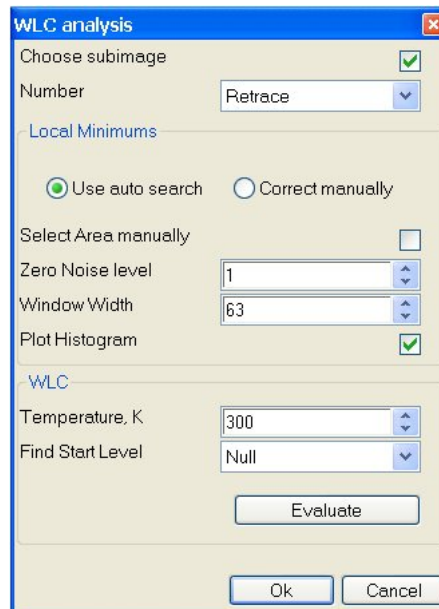 WLC analysis
Choose subimage
Number Retrace
Local Minimums
Use auto search Correct manually
Select Area manually
Zero Noise level 1
Window Width 63
Plot Histogram
WLC
Temperature, K 300
Find Start Level Null
Evaluate
Ok Cancel